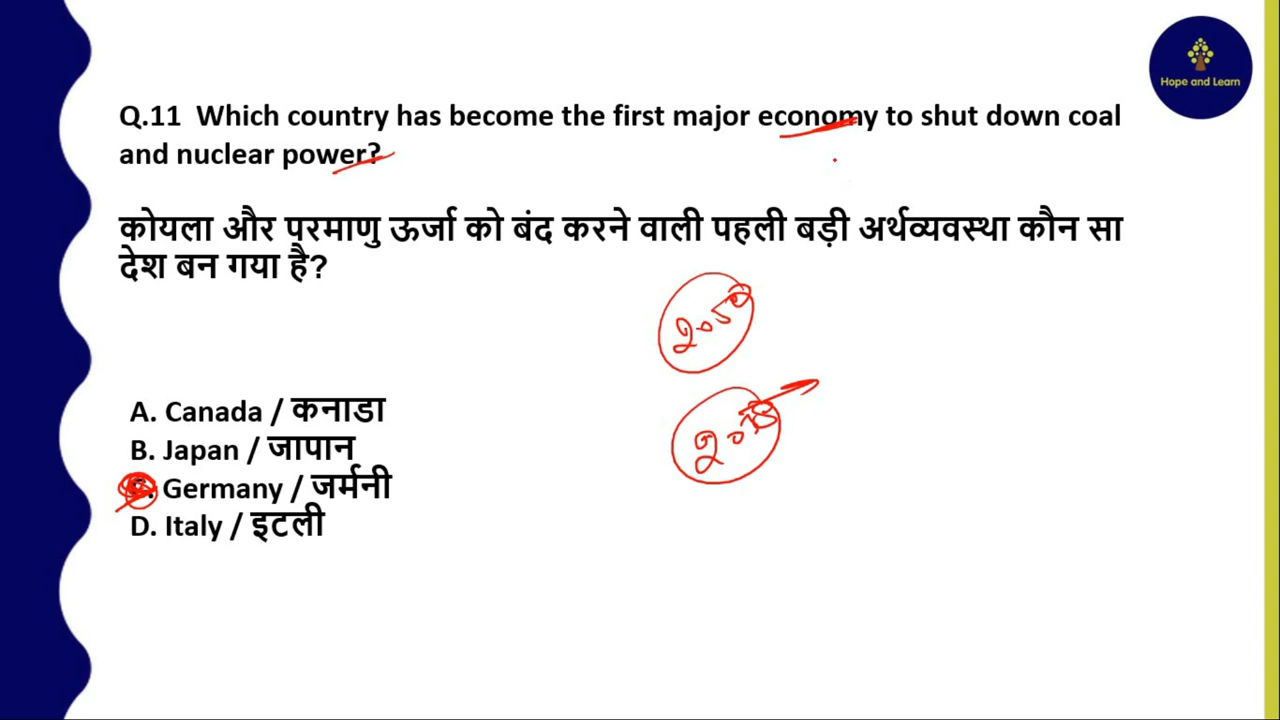 Hope and Learn
Q.11 Which country has become the first major economy to shut down coal
and nuclear power?
कोयला और परमाणु ऊर्जा को बंद करने वाली पहली बड़ी अर्थव्यवस्था कौन सा
देश बन गया है?
2050
A. Canada / कनाडा
B. Japan / जापान
C. Germany / जर्मनी
D. Italy / इटली